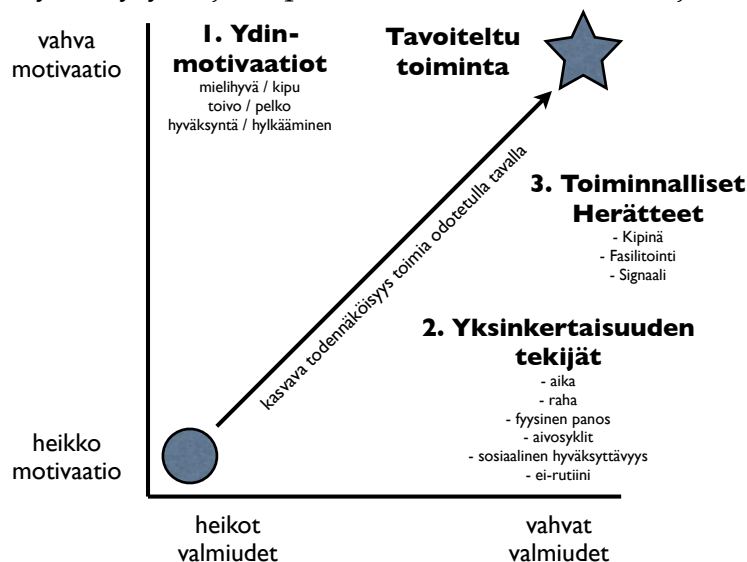 vahva
motivaatio
1. Ydin-
motivaatiot
mielihyvä / kipu
toivo / pelko
hyväksyntä / hylkääminen
Tavoiteltu
toiminta
kasvava todennäköisyys toimia odotetulla tavalla
3. Toiminnalliset
Herätteet
- Kipinä
- Fasilitointi
- Signaali
2. Yksinkertaisuuden
tekijät
- aika
- raha
- fyysinen panos
- aivosyklit
- sosiaalinen hyväksyttävyys
- ei-rutiini
heikko
motivaatio
heikot
valmiudet
vahvat
valmiudet